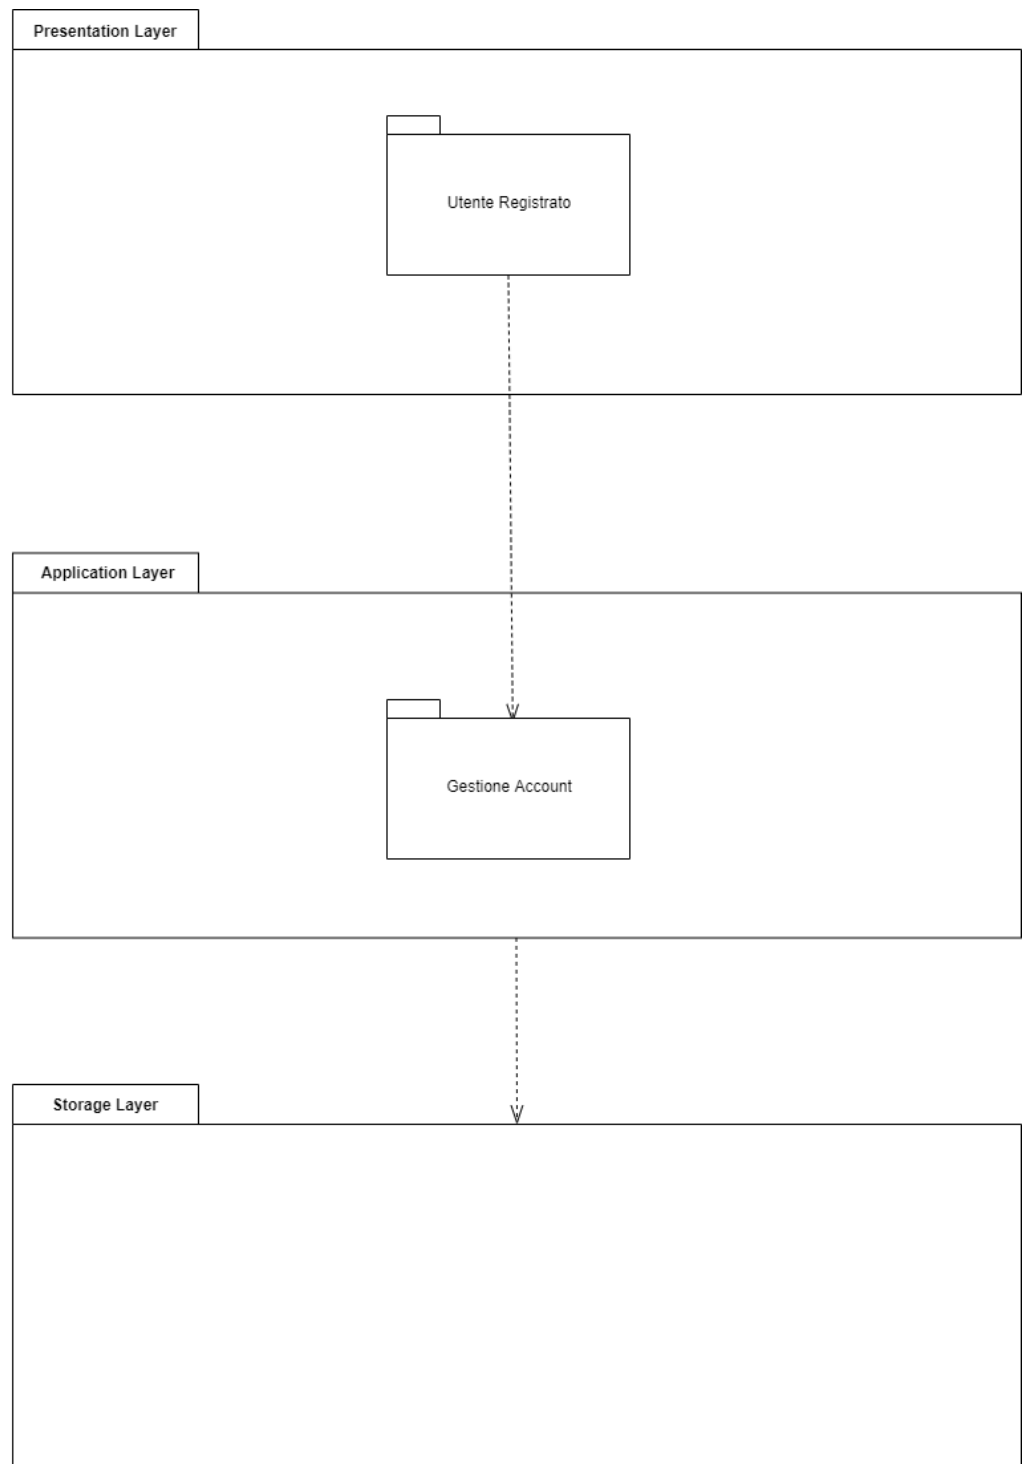 Presentation Layer
Utente Registrato
Application Layer
Gestione Account
Storage Layer